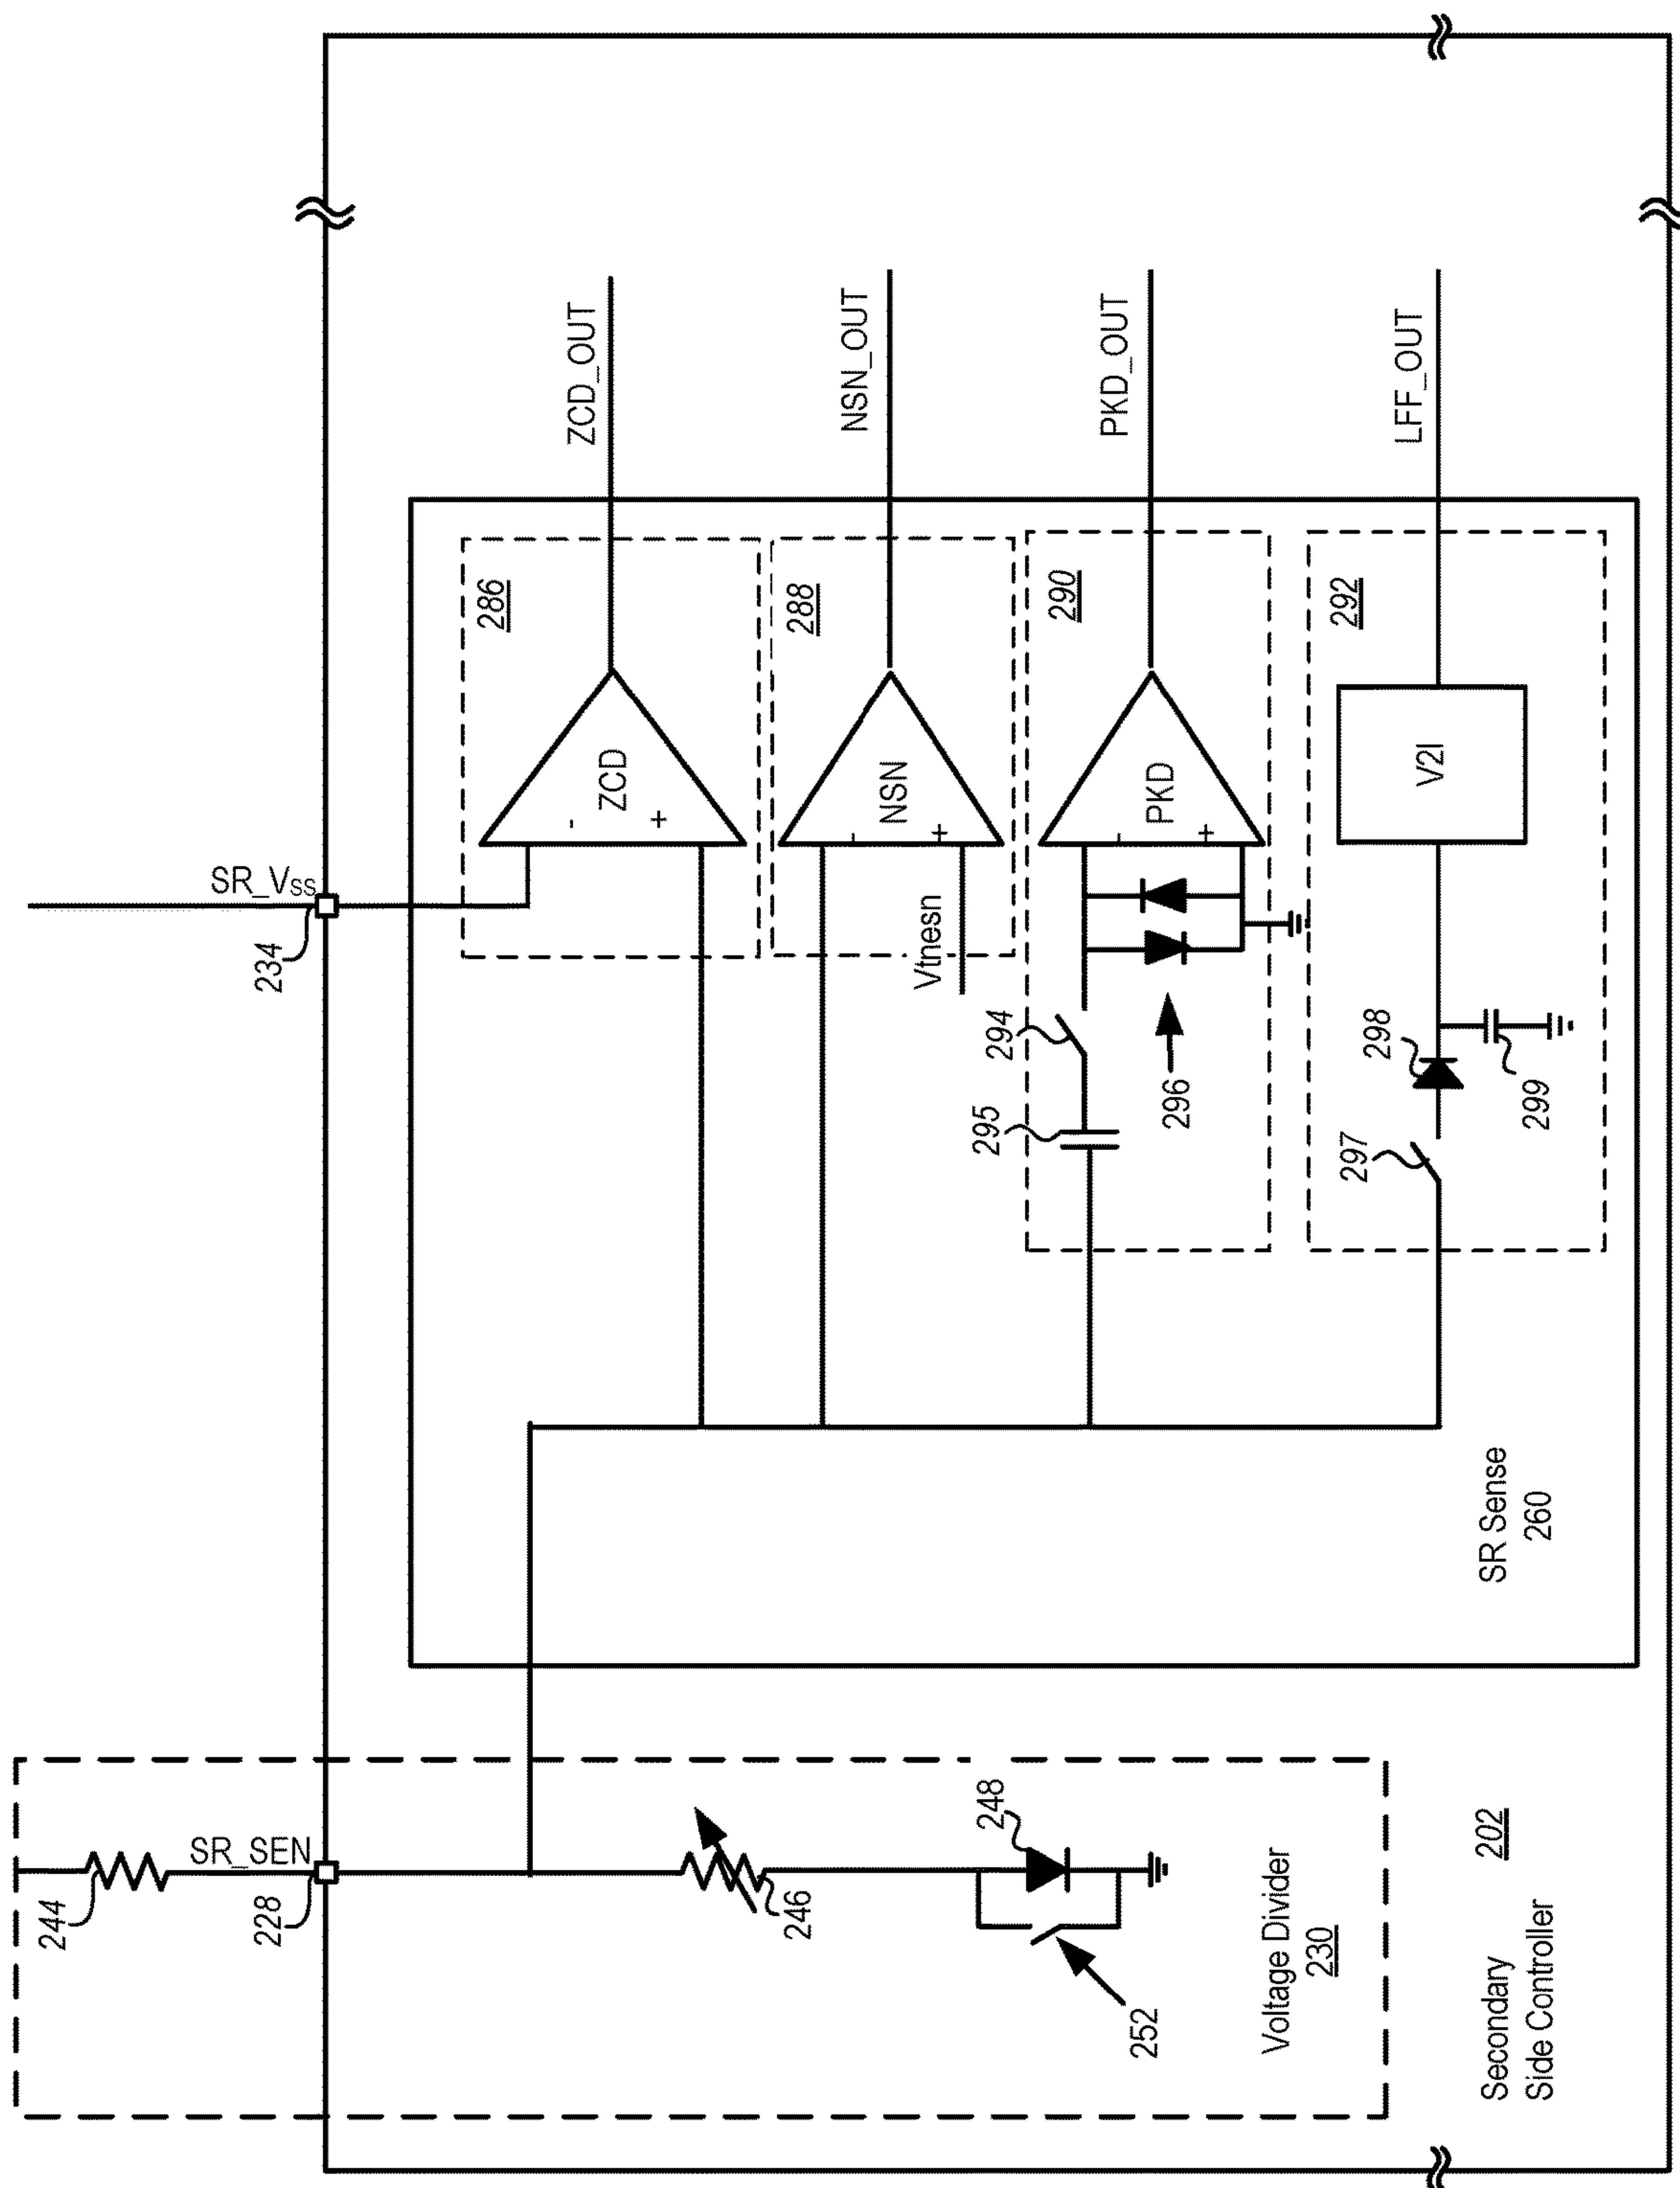 244
SR_SEN
228
246
248
252
Voltage Divider
230
Secondary
Side Controller
202
SR_VSS
234
SR Sense
260
286
-
+
ZCD
ZCD_OUT
288
-
+
NSN
Vtnesn
NSN_OUT
290
-
+
PKD
294
295
296
PKD_OUT
292
297
298
299
V2I
LFF_OUT